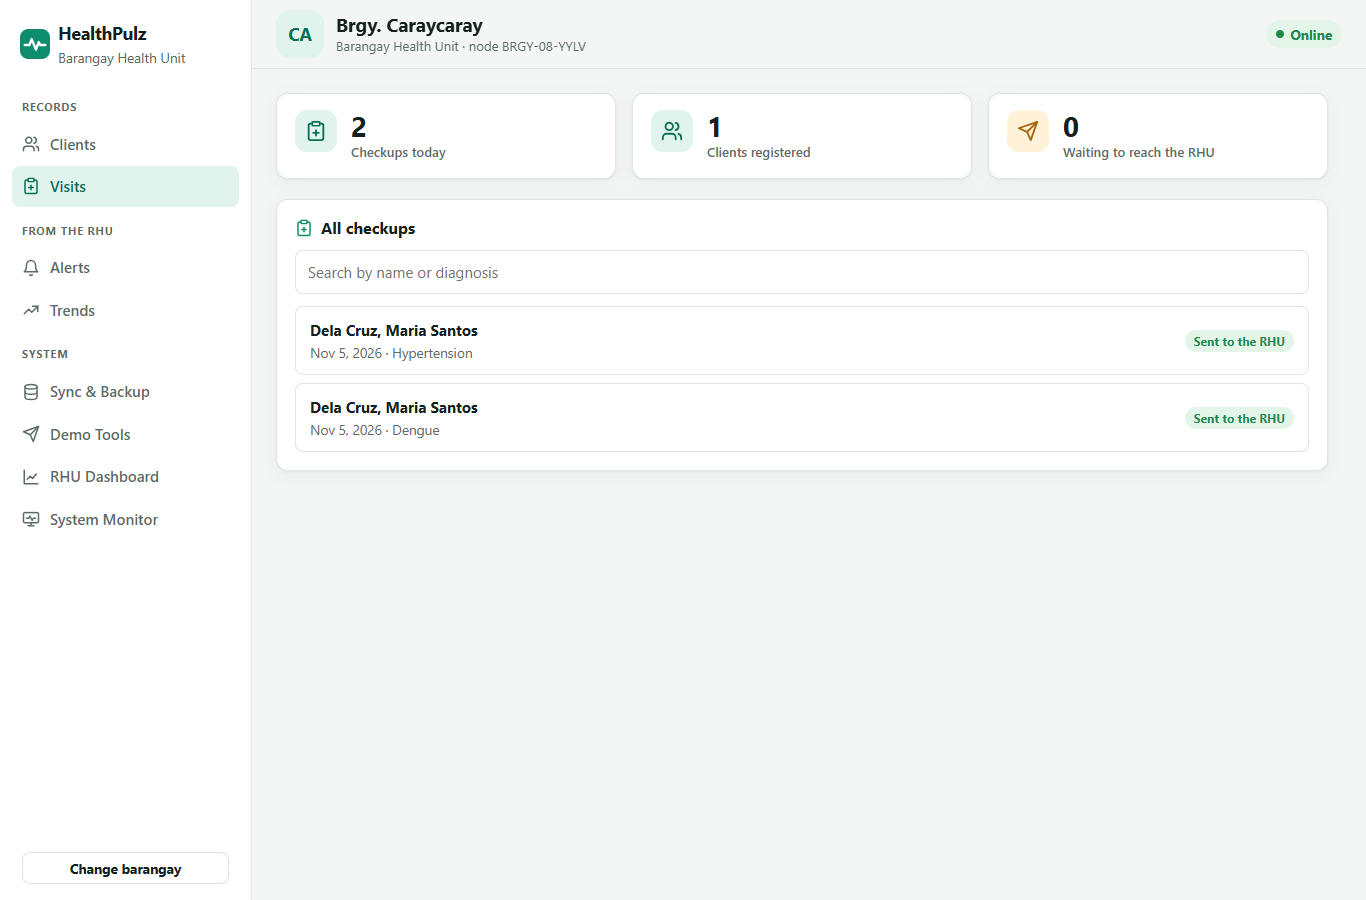 HealthPulz
Barangay Health Unit
RECORDS
Clients
Visits
FROM THE RHU
Alerts
Trends
SYSTEM
Sync & Backup
Demo Tools
RHU Dashboard
System Monitor
Change barangay
CA
Brgy. Caraycaray
Barangay Health Unit · node BRGY-08-YYLV
Online
2
Checkups today
1
Clients registered
0
Waiting to reach the RHU
All checkups
Search by name or diagnosis
Dela Cruz, Maria Santos
Nov 5, 2026 · Hypertension
Sent to the RHU
Dela Cruz, Maria Santos
Nov 5, 2026 · Dengue
Sent to the RHU